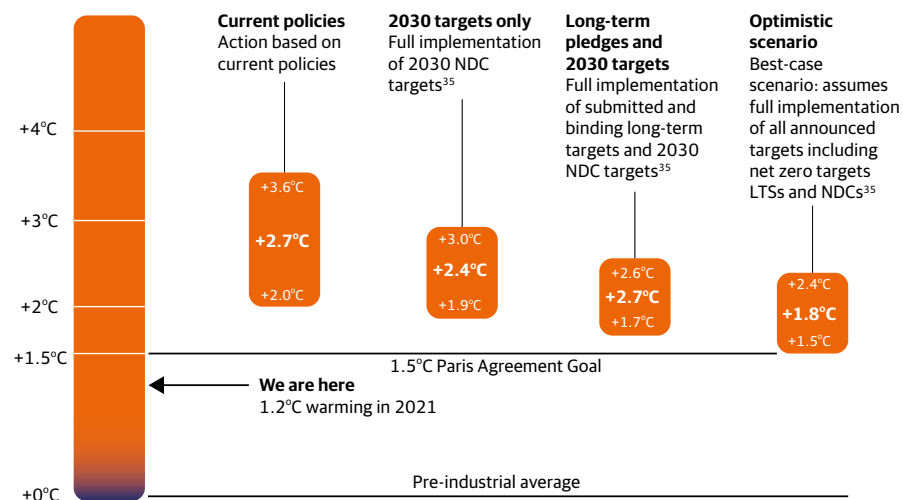 Current policies
Action based on
current policies
2030 targets only
Full implementation
of 2030 NDC
targets³⁵
Long-term
pledges and
2030 targets
Full implementation
of submitted and
binding long-term
targets and 2030
NDC targets³⁵
Optimistic
scenario
Best-case
scenario: assumes
full implementation
of all announced
targets including
net zero targets
LTSs and NDCs³⁵
+4°C
+3°C
+2°C
+1.5°C
+0°C
+3.6°C
+2.7°C
+2.0°C
+3.0°C
+2.4°C
+1.9°C
+2.6°C
+2.7°C
+1.7°C
+2.4°C
+1.8°C
+1.5°C
1.5°C Paris Agreement Goal
We are here
1.2°C warming in 2021
Pre-industrial average